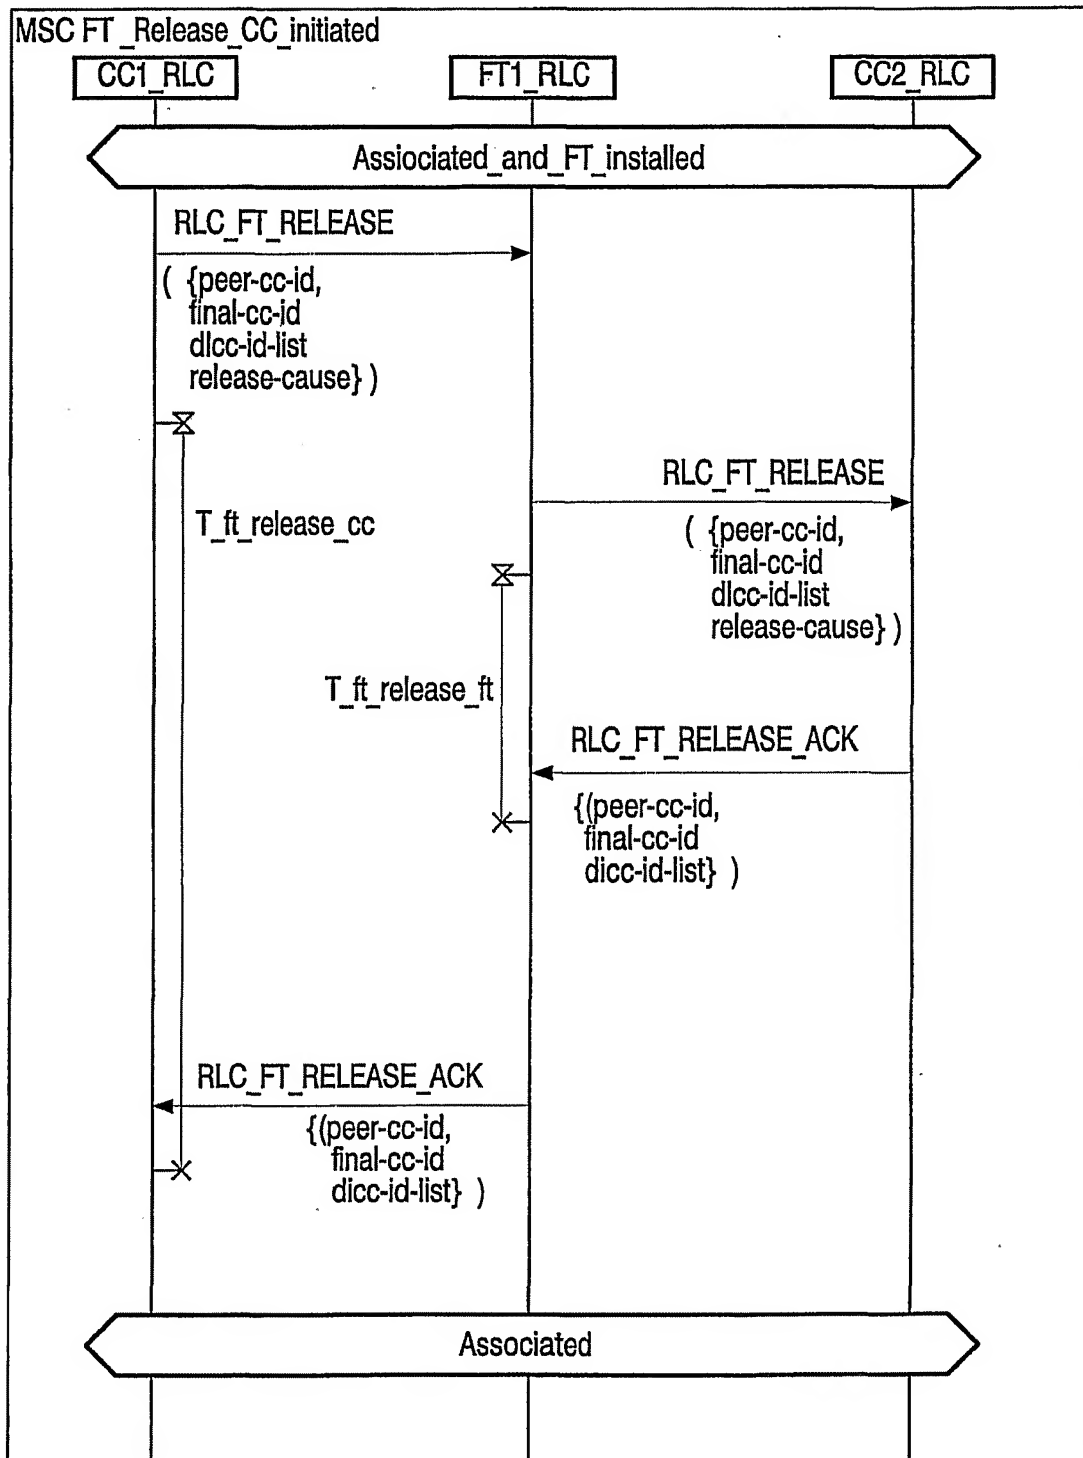 MSC FT_Release_CC_initiated
CC1_RLC
FT1_RLC
CC2_RLC
Assiociated_and_FT_installed
RLC_FT_RELEASE
( {peer-cc-id,
final-cc-id
dlcc-id-list
release-cause} )
RLC_FT_RELEASE
T_ft_release_cc
( {peer-cc-id,
final-cc-id
dlcc-id-list
release-cause} )
T_ft_release_ft
RLC_FT_RELEASE_ACK
{(peer-cc-id,
final-cc-id
dicc-id-list} )
RLC_FT_RELEASE_ACK
{(peer-cc-id,
final-cc-id
dicc-id-list} )
Associated